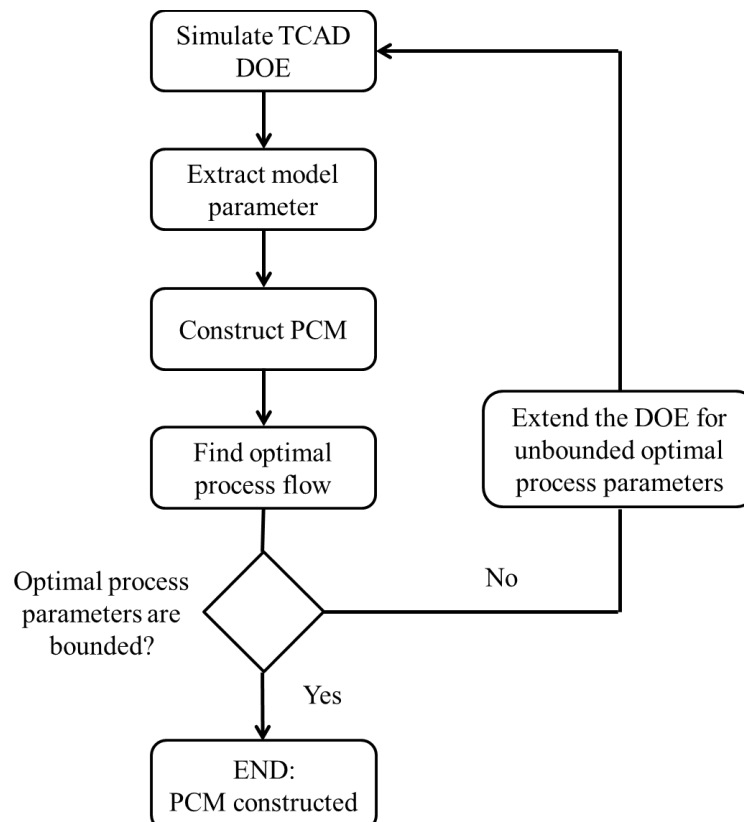 Simulate TCAD
DOE
Extract model
parameter
Construct PCM
Find optimal
process flow
Extend the DOE for
unbounded optimal
process parameters
Optimal process
parameters are
bounded?
No
Yes
END:
PCM constructed